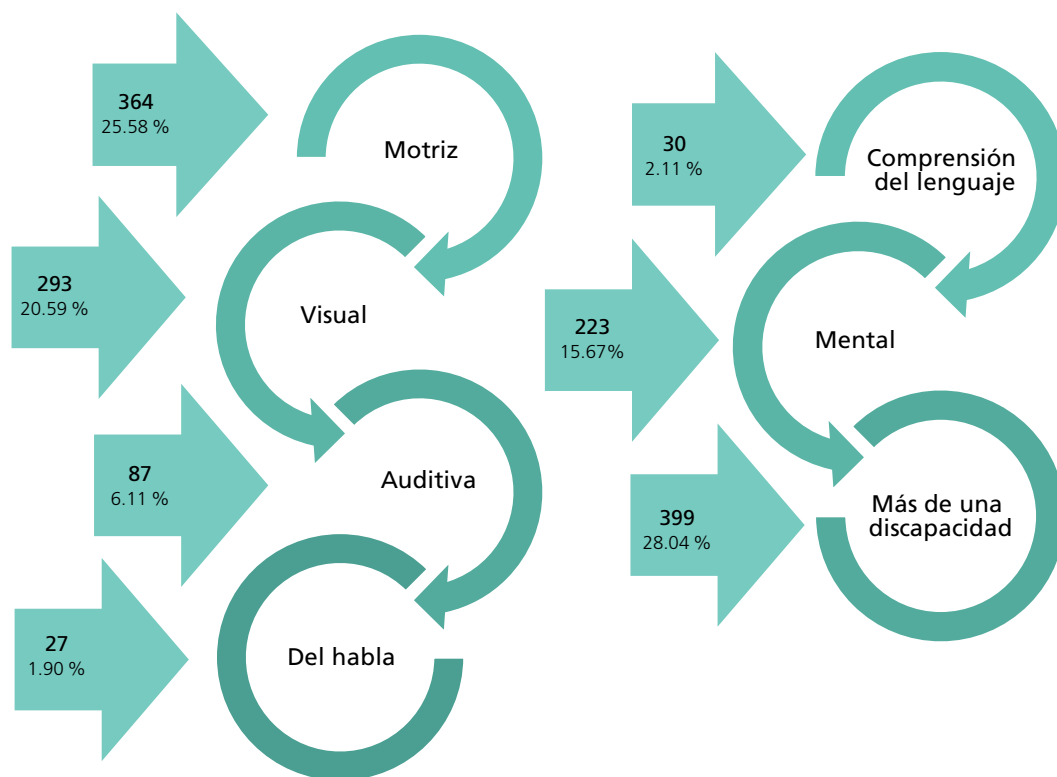 364
25.58 %
Motriz
293
20.59 %
Visual
87
6.11 %
Auditiva
27
1.90 %
Del habla
30
2.11 %
Comprensión
del lenguaje
223
15.67%
Mental
399
28.04 %
Más de una
discapacidad